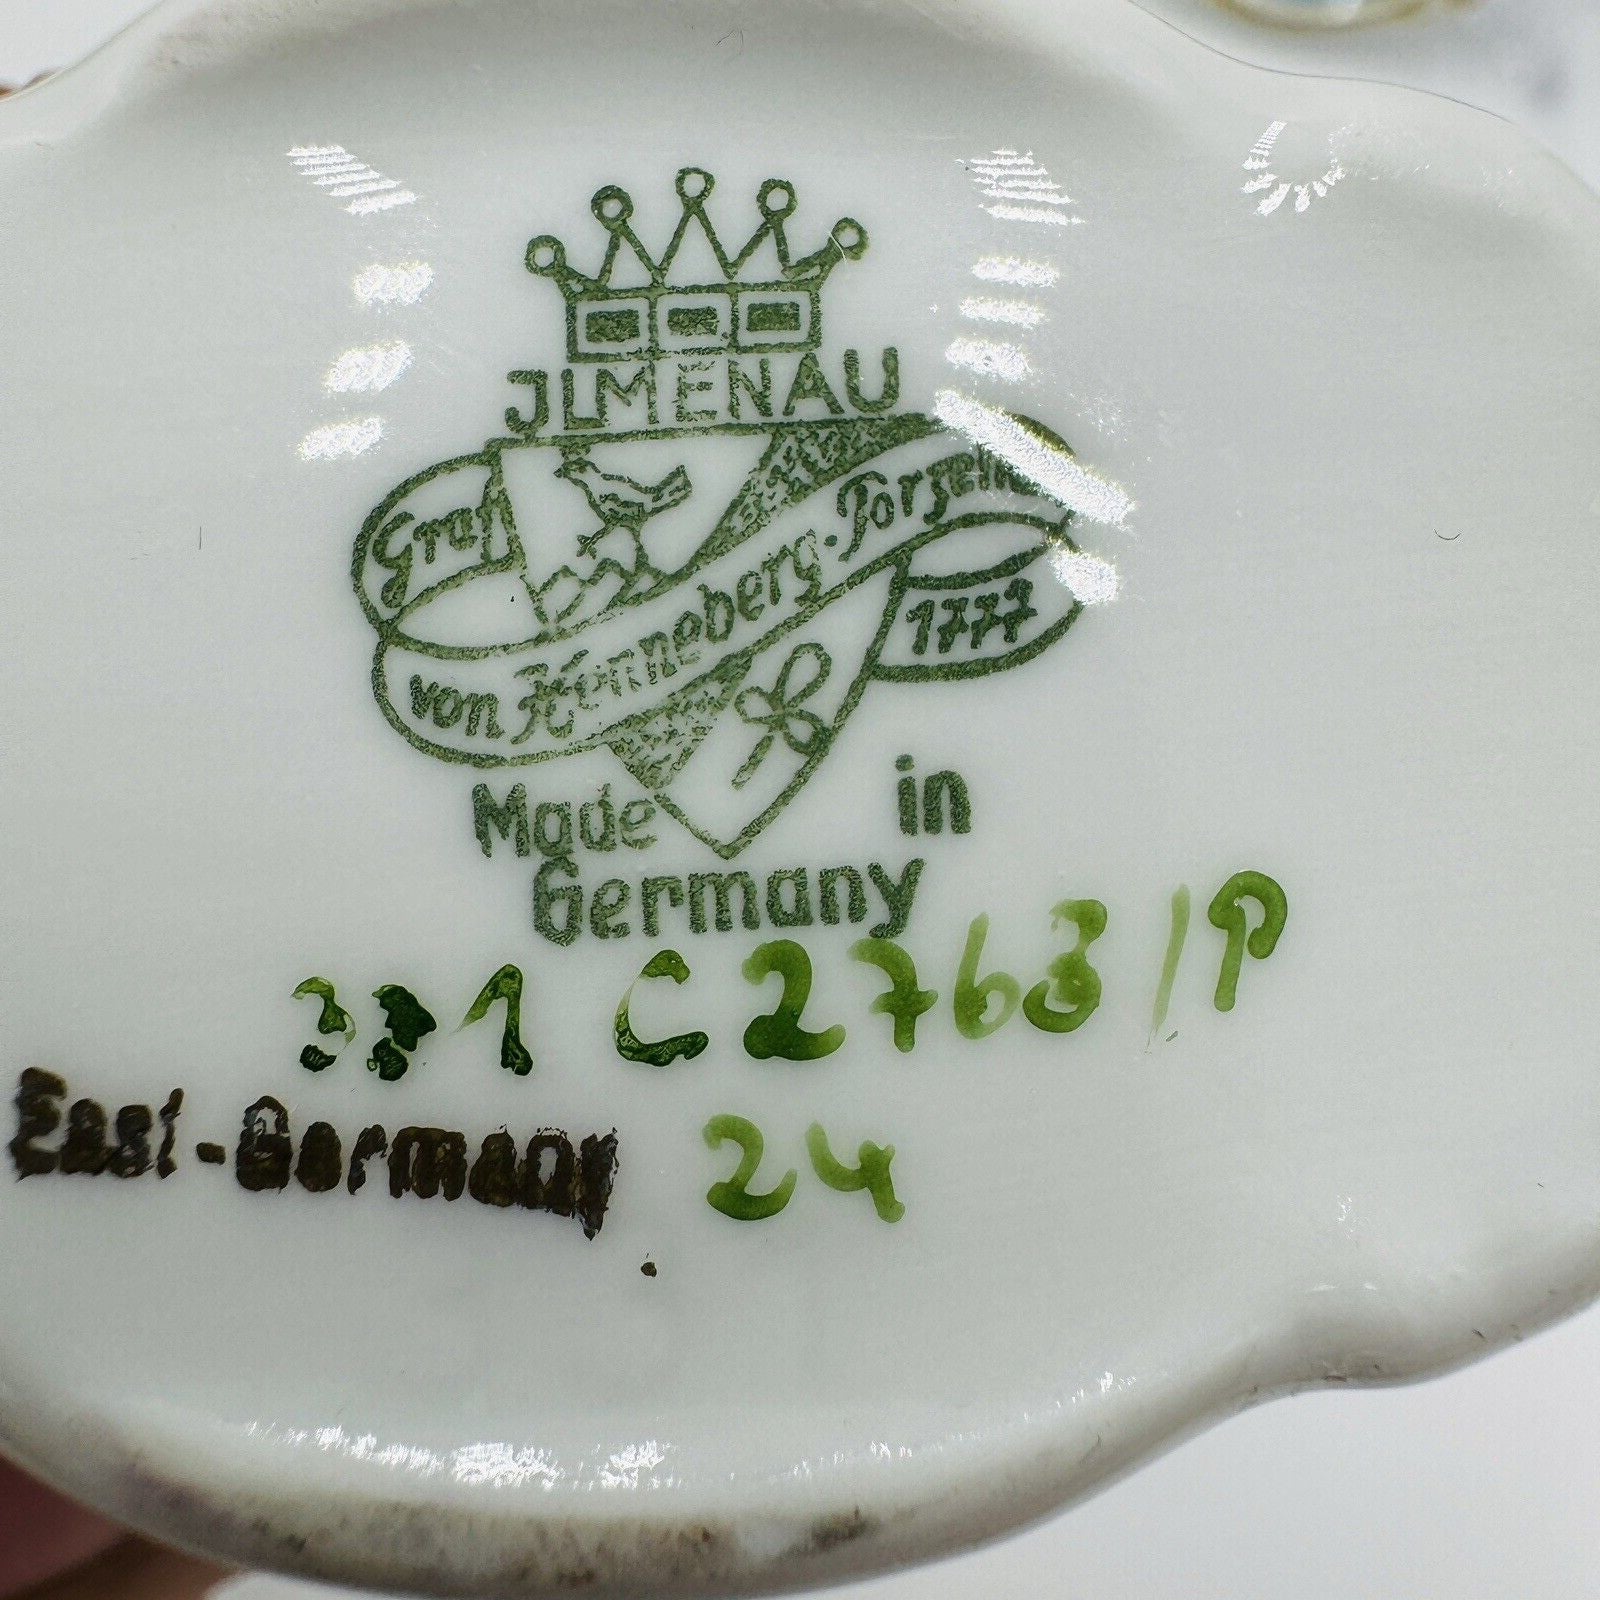 JLMENAU
Graf
von Henneberg·Porzellan
1777
Made in
Germany
C 2763 / P
East-Germany 24